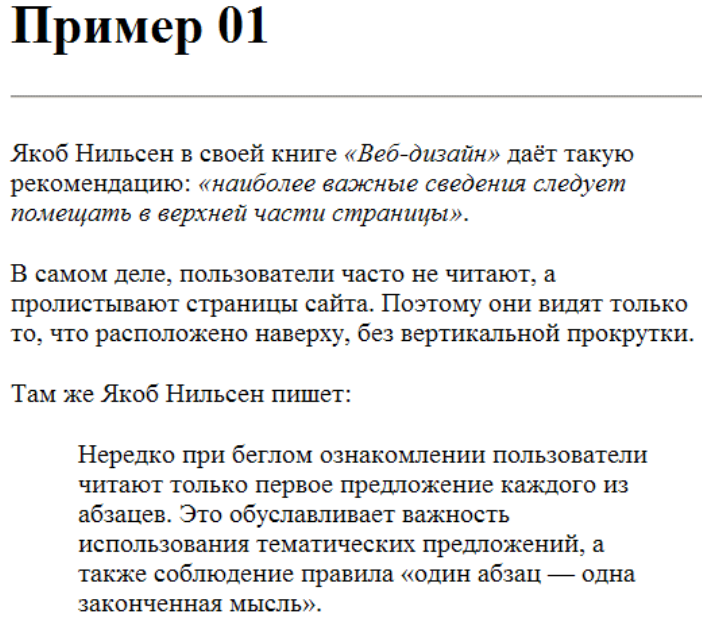 Пример 01
Якоб Нильсен в своей книге «Веб-дизайн» даёт такую
рекомендацию: «наиболее важные сведения следует
помещать в верхней части страницы».
В самом деле, пользователи часто не читают, а
пролистывают страницы сайта. Поэтому они видят только
то, что расположено наверху, без вертикальной прокрутки.
Там же Якоб Нильсен пишет:
Нередко при беглом ознакомлении пользователи
читают только первое предложение каждого из
абзацев. Это обуславливает важность
использования тематических предложений, а
также соблюдение правила «один абзац — одна
законченная мысль».